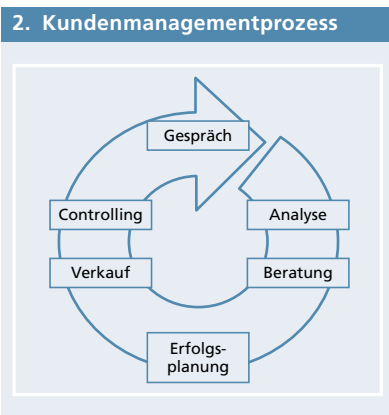 2. Kundenmanagementprozess
Gespräch
Controlling
Analyse
Verkauf
Beratung
Erfolgs-
planung